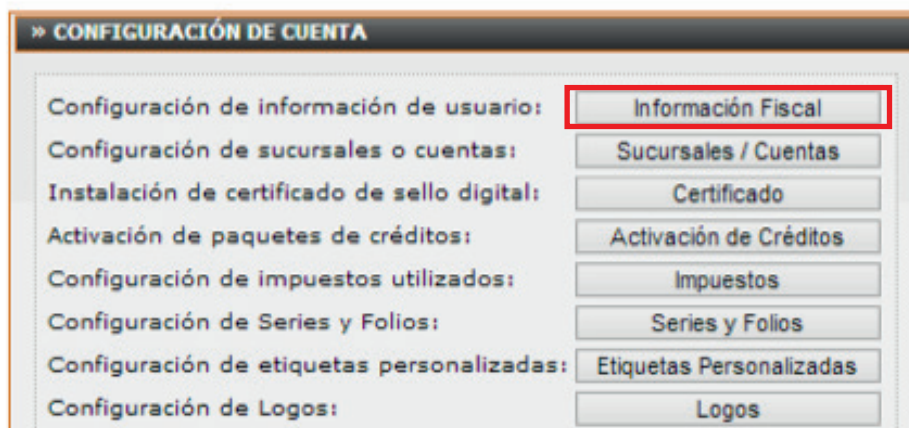 » CONFIGURACIÓN DE CUENTA
Configuración de información de usuario: Información Fiscal
Configuración de sucursales o cuentas: Sucursales / Cuentas
Instalación de certificado de sello digital: Certificado
Activación de paquetes de créditos: Activación de Créditos
Configuración de impuestos utilizados: Impuestos
Configuración de Series y Folios: Series y Folios
Configuración de etiquetas personalizadas: Etiquetas Personalizadas
Configuración de Logos: Logos